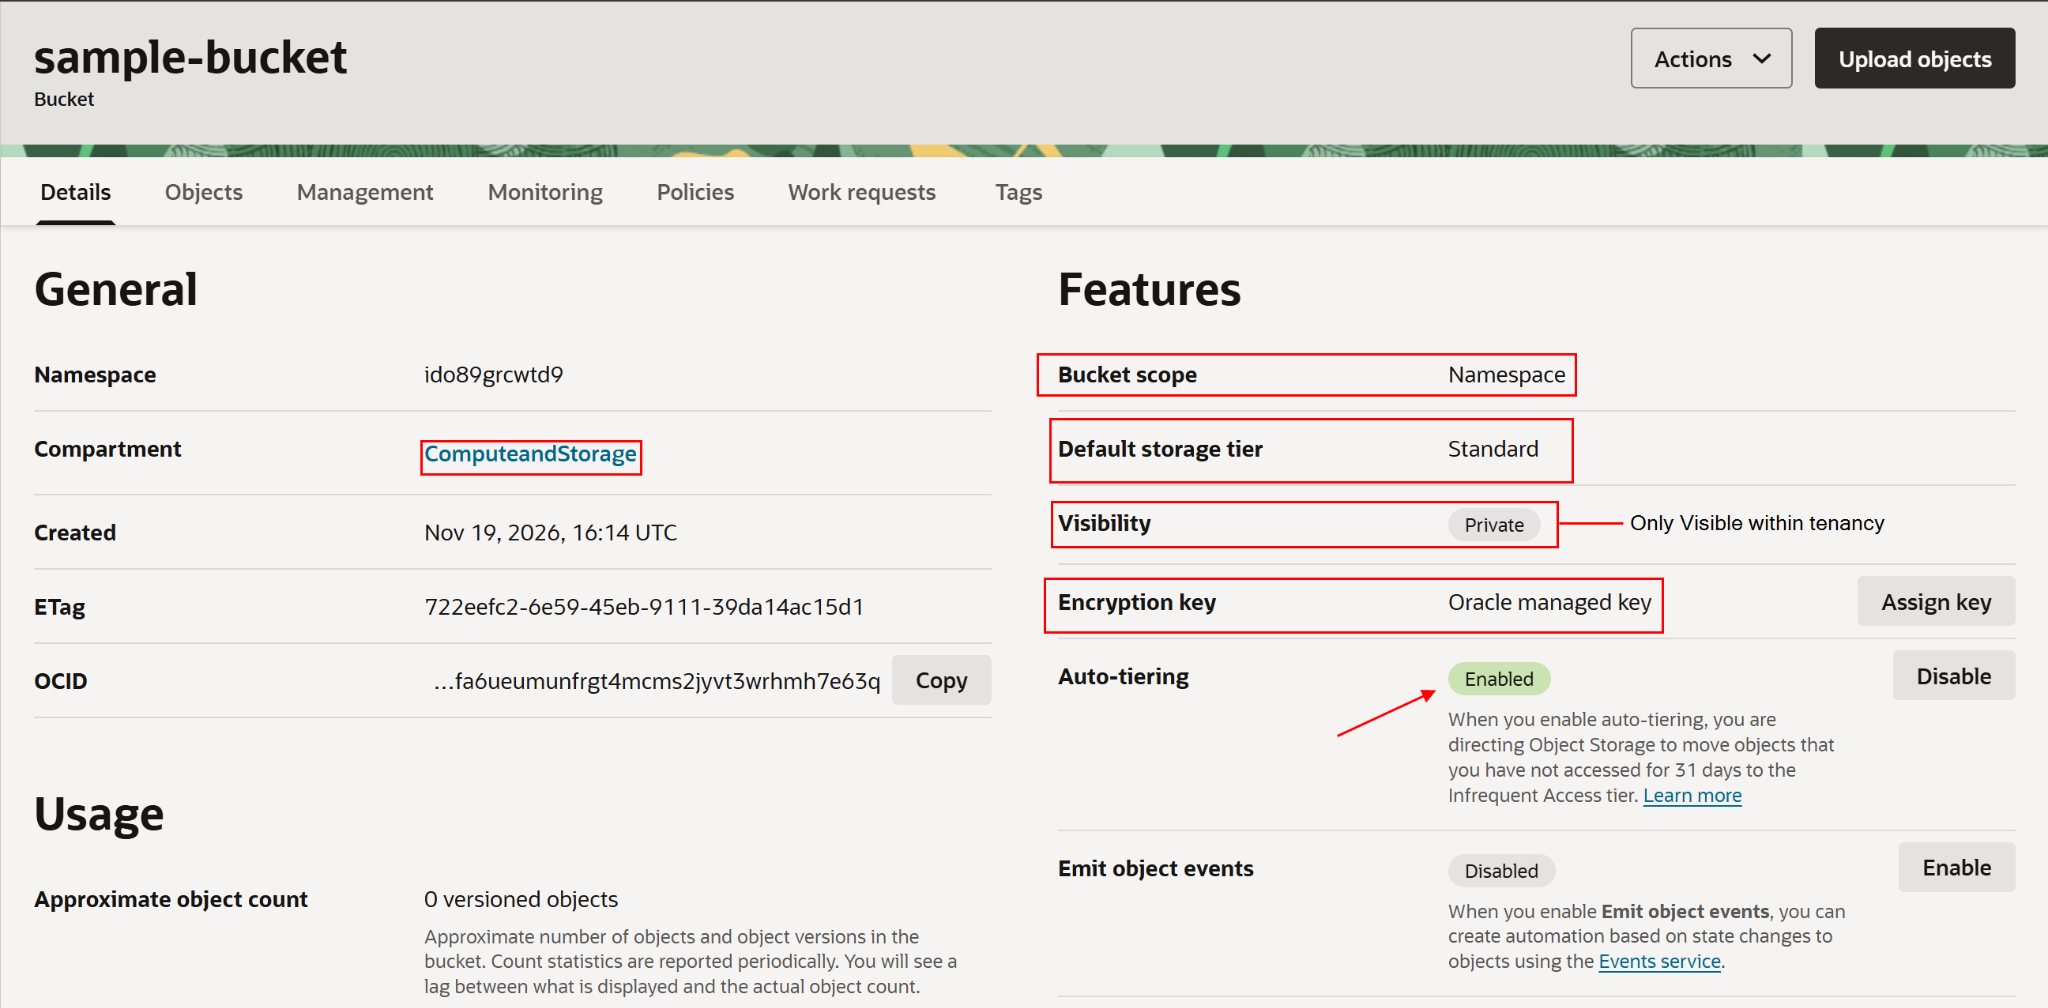 sample-bucket
Bucket
Actions
Upload objects
Details
Objects
Management
Monitoring
Policies
Work requests
Tags
General
Namespace
ido89grcwtd9
Compartment
ComputeandStorage
Created
Nov 19, 2026, 16:14 UTC
ETag
722eefc2-6e59-45eb-9111-39da14ac15d1
OCID
...fa6ueumunfrgt4mcms2jyvt3wrhmh7e63q
Copy
Usage
Approximate object count
0 versioned objects
Approximate number of objects and object versions in the
bucket. Count statistics are reported periodically. You will see a
lag between what is displayed and the actual object count.
Features
Bucket scope
Namespace
Default storage tier
Standard
Visibility
Private
Only Visible within tenancy
Encryption key
Oracle managed key
Assign key
Auto-tiering
Enabled
Disable
When you enable auto-tiering, you are
directing Object Storage to move objects that
you have not accessed for 31 days to the
Infrequent Access tier. Learn more
Emit object events
Disabled
Enable
When you enable Emit object events, you can
create automation based on state changes to
objects using the Events service.